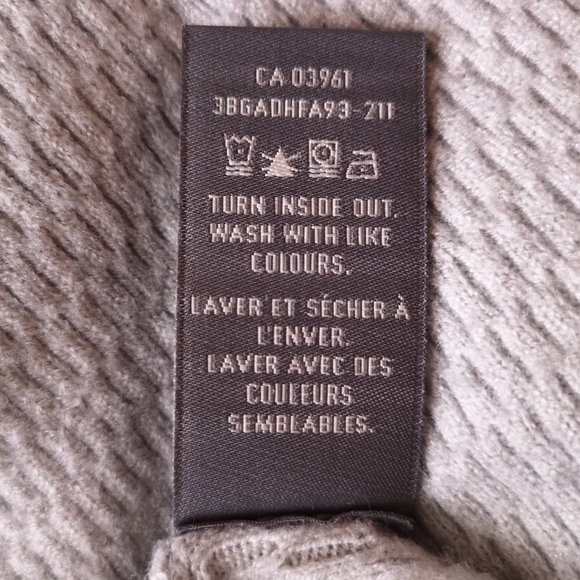 CA 03961
3BGADHFA93-211
TURN INSIDE OUT.
WASH WITH LIKE
COLOURS.
LAVER ET SÉCHER À
L'ENVER.
LAVER AVEC DES
COULEURS
SEMBLABLES.